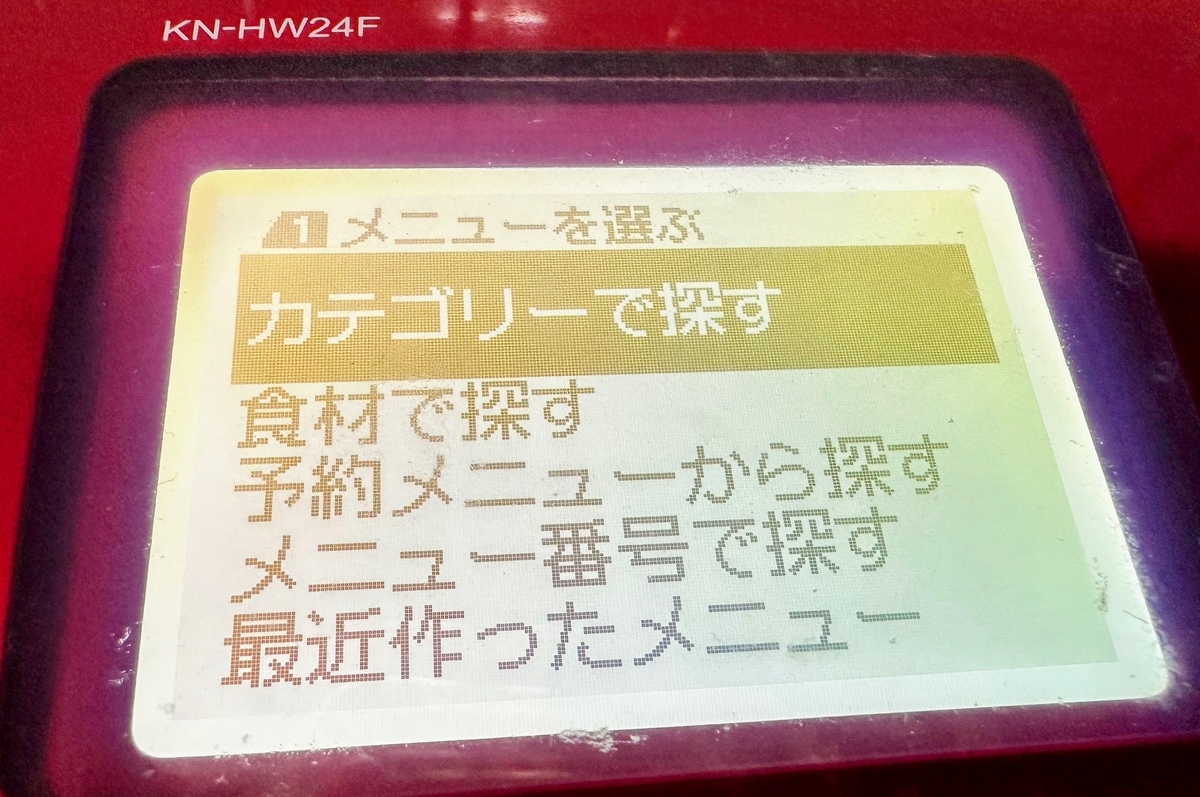 KN-HW24F
1 メニューを選ぶ
カテゴリーで探す
食材で探す
予約メニューから探す
メニュー番号で探す
最近作ったメニュー